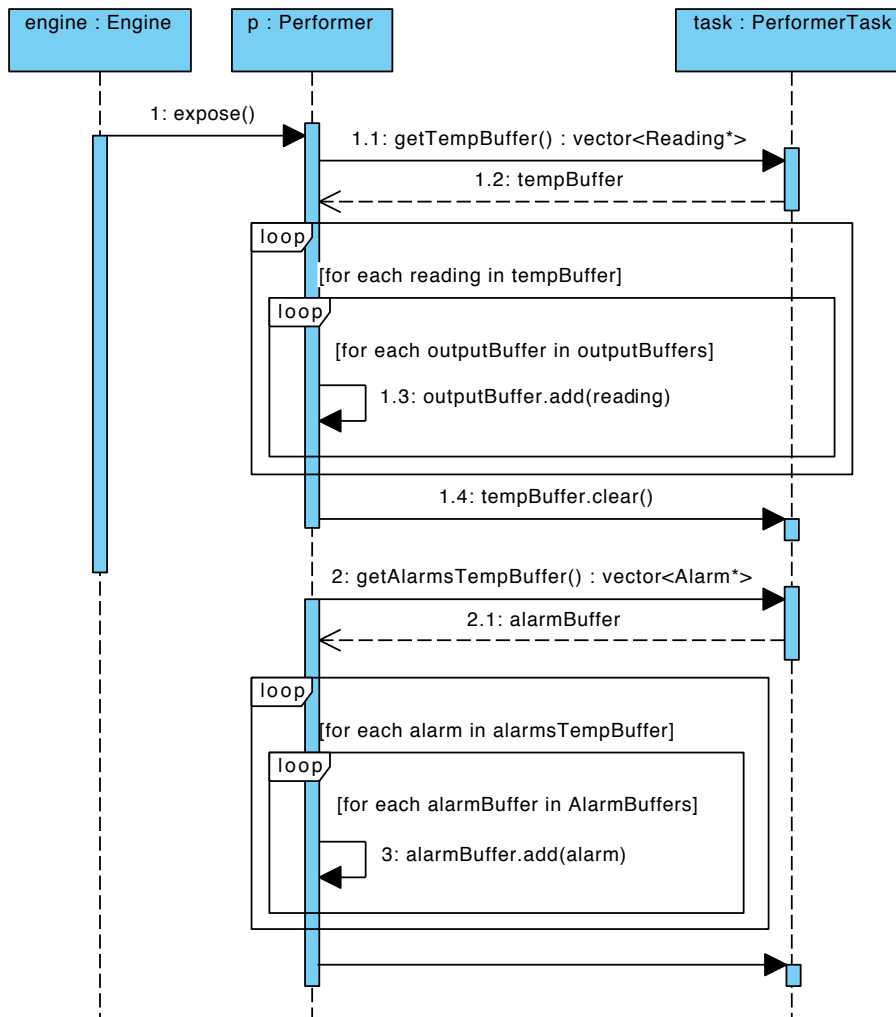 engine : Engine
p : Performer
task : PerformerTask
1: expose()
1.1: getTempBuffer() : vector<Reading*>
1.2: tempBuffer
loop
[for each reading in tempBuffer]
loop
[for each outputBuffer in outputBuffers]
1.3: outputBuffer.add(reading)
1.4: tempBuffer.clear()
2: getAlarmsTempBuffer() : vector<Alarm*>
2.1: alarmBuffer
loop
[for each alarm in alarmsTempBuffer]
loop
[for each alarmBuffer in AlarmBuffers]
3: alarmBuffer.add(alarm)